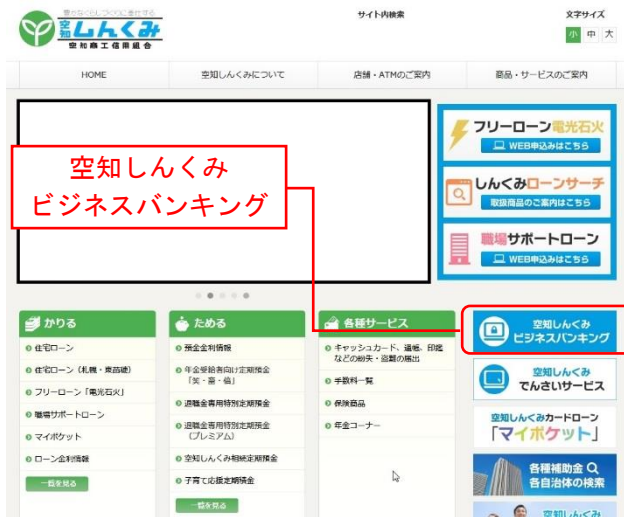 豊かなくらしづくりに奉仕する
空知しんくみ
空知商工信用組合
サイト内検索
文字サイズ
小 中 大
HOME
空知しんくみについて
店舗・ATMのご案内
商品・サービスのご案内
空知しんくみ
ビジネスバンキング
フリーローン電光石火
WEB申込みはこちら
しんくみローンサーチ
取扱商品のご案内はこちら
職場サポートローン
WEB申込みはこちら
かりる
住宅ローン
住宅ローン(札幌・東苗穂)
フリーローン「電光石火」
職場サポートローン
マイポケット
ローン金利情報
一覧を見る
ためる
預金金利情報
年金受給者向け定期預金
「笑・蓄・倍」
退職金専用特別定期預金
退職金専用特別定期預金
(プレミアム)
空知しんくみ相続定期預金
子育て応援定期預金
一覧を見る
各種サービス
キャッシュカード、通帳、印鑑
などの紛失・盗難の届出
手数料一覧
保険商品
年金コーナー
空知しんくみ
ビジネスバンキング
空知しんくみ
でんさいサービス
空知しんくみカードローン
「マイポケット」
各種補助金
各自治体の検索
空知しんくみ